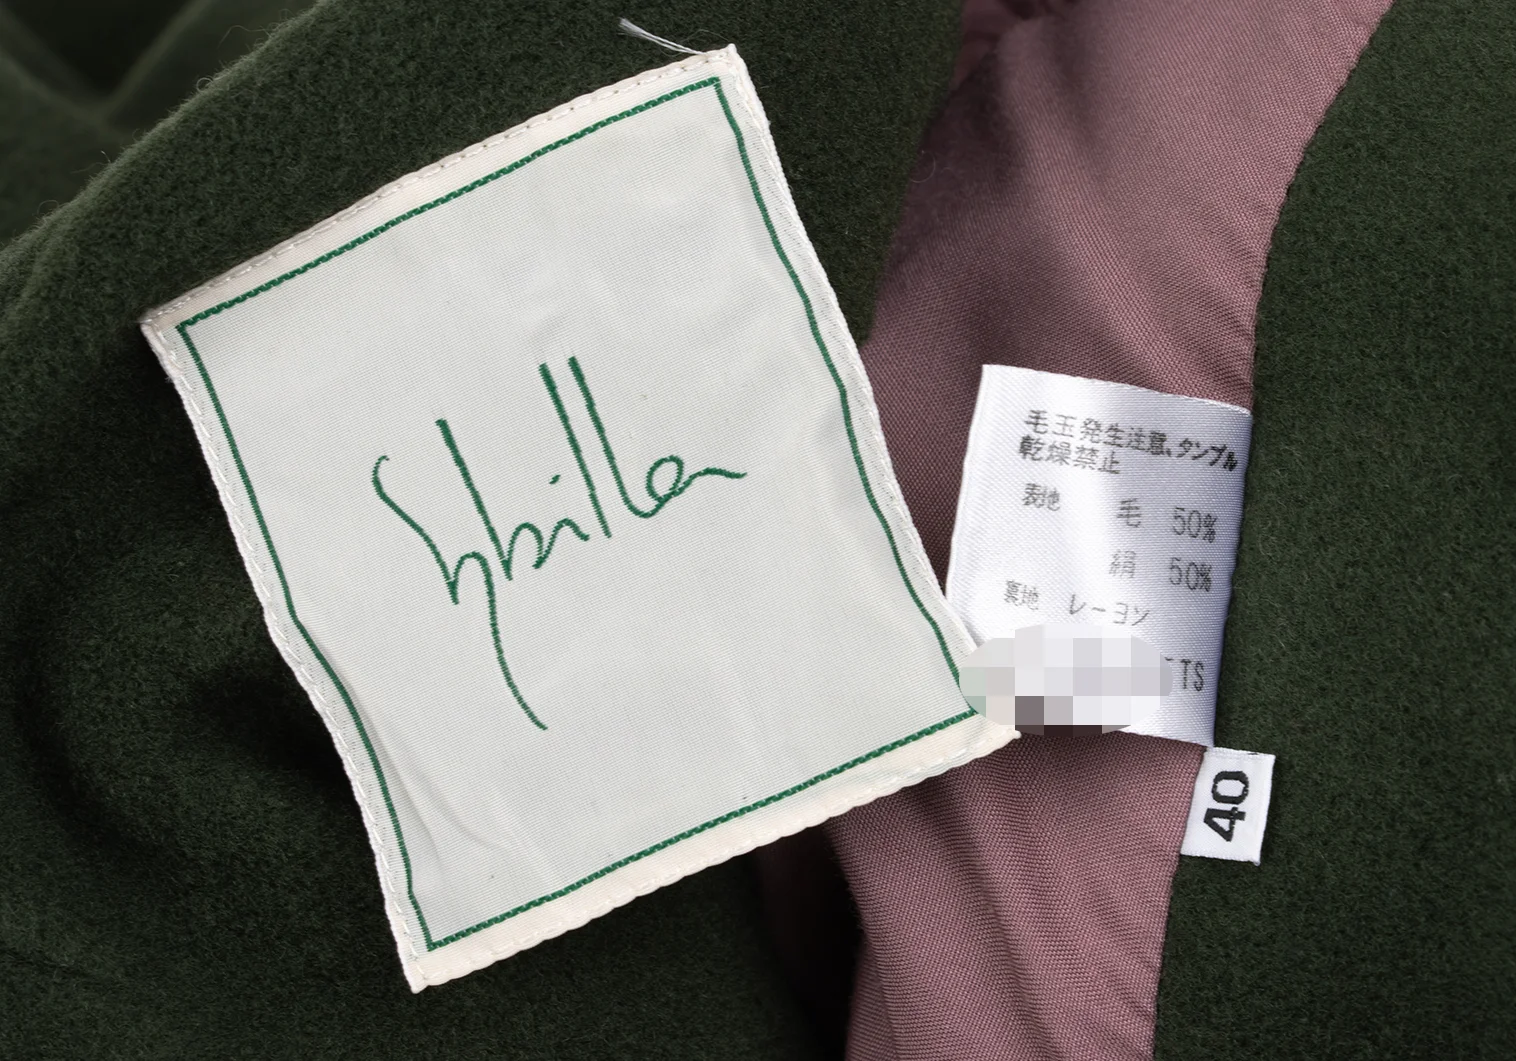 Sybilla
毛玉発生注意、タンブル
乾燥禁止
表地 毛 50%
絹 50%
裏地 レーヨン
TS
40